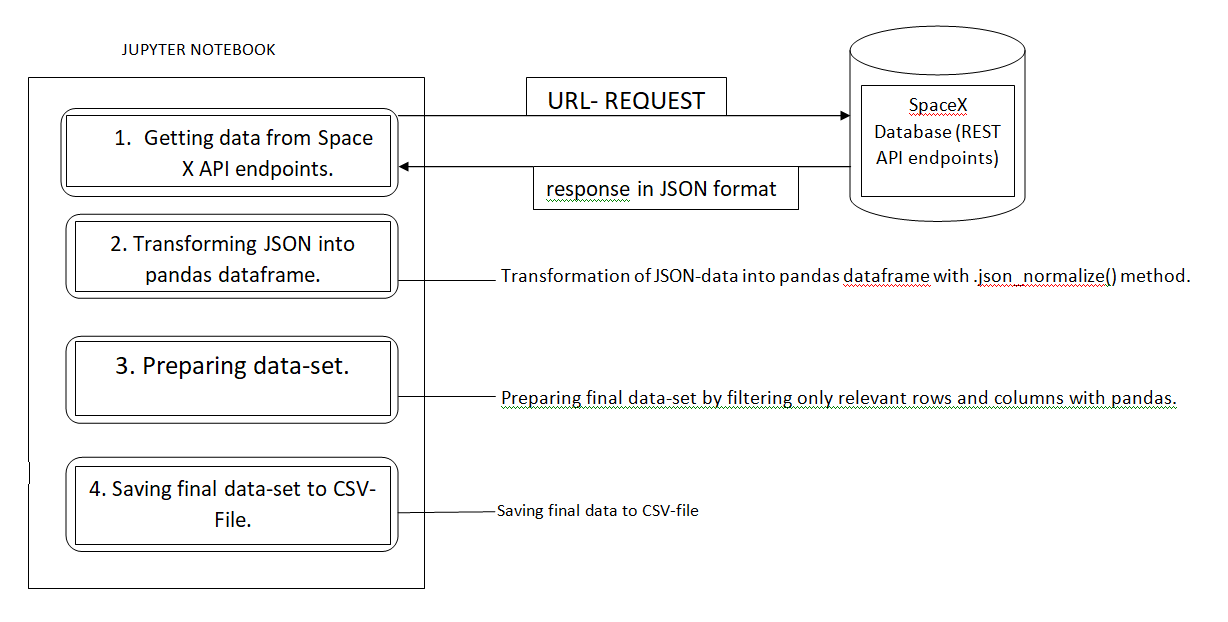 JUPYTER NOTEBOOK
URL- REQUEST
SpaceX
Database (REST
API endpoints)
1. Getting data from Space
X API endpoints.
response in JSON format
2. Transforming JSON into
pandas dataframe.
Transformation of JSON-data into pandas dataframe with .json_normalize() method.
3. Preparing data-set.
Preparing final data-set by filtering only relevant rows and columns with pandas.
4. Saving final data-set to CSV-
File.
Saving final data to CSV-file